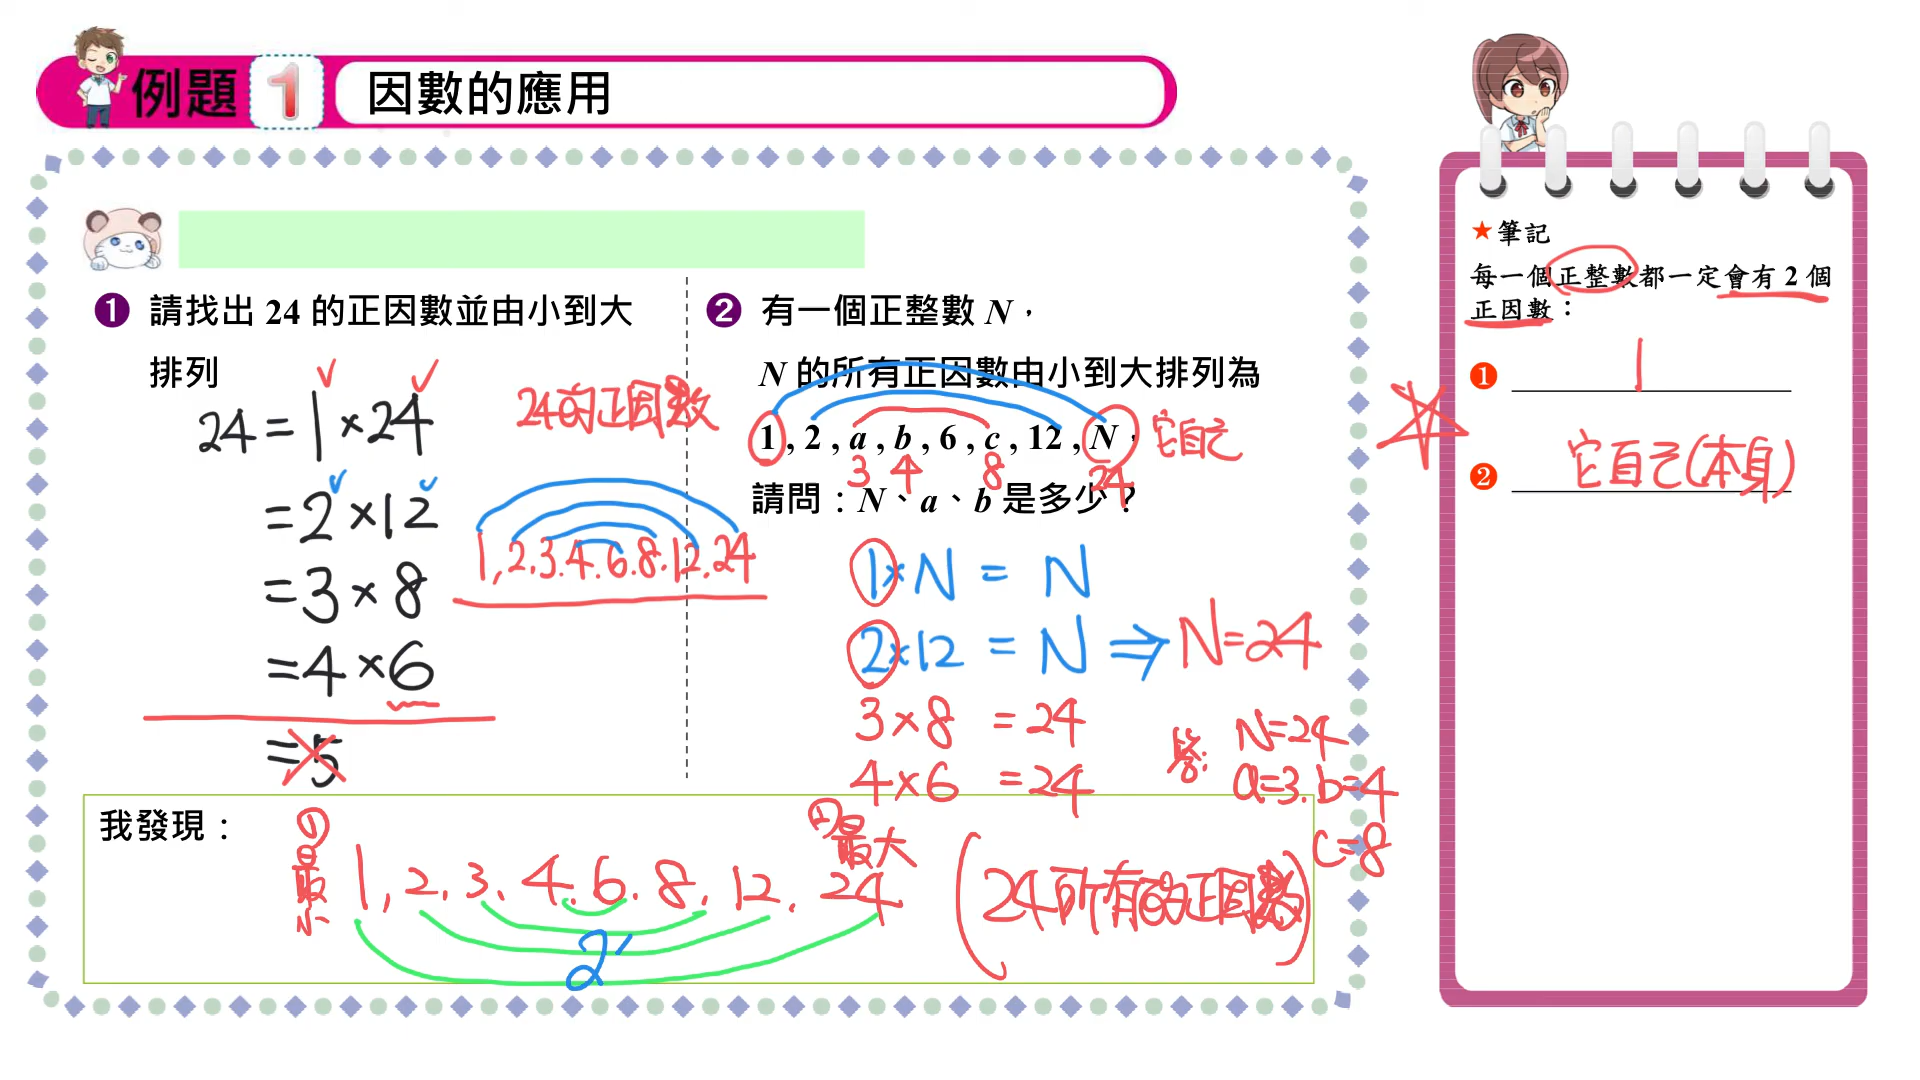 例題 1 因數的應用
❶ 請找出 24 的正因數並由小到大
排列
24 = 1 × 24
= 2 × 12
= 3 × 8
= 4 × 6
= 5
24的正因數
1, 2. 3. 4. 6. 8. 12. 24
❷ 有一個正整數 N，
N 的所有正因數由小到大排列為
1 , 2 , a , b , 6 , c , 12 , N，
它自己
3 4 8 24
請問：N、a、b 是多少？
1 × N = N
2 × 12 = N ⇒ N = 24
3 × 8 = 24
4 × 6 = 24
答: N=24
a=3. b=4
c=8
我發現：
① 最小
① 最大
1, 2. 3. 4. 6. 8. 12. 24
(24所有的正因數)
2
★筆記
每一個正整數都一定會有 2 個
正因數：
❶ 1
❷ 它自己(本身)